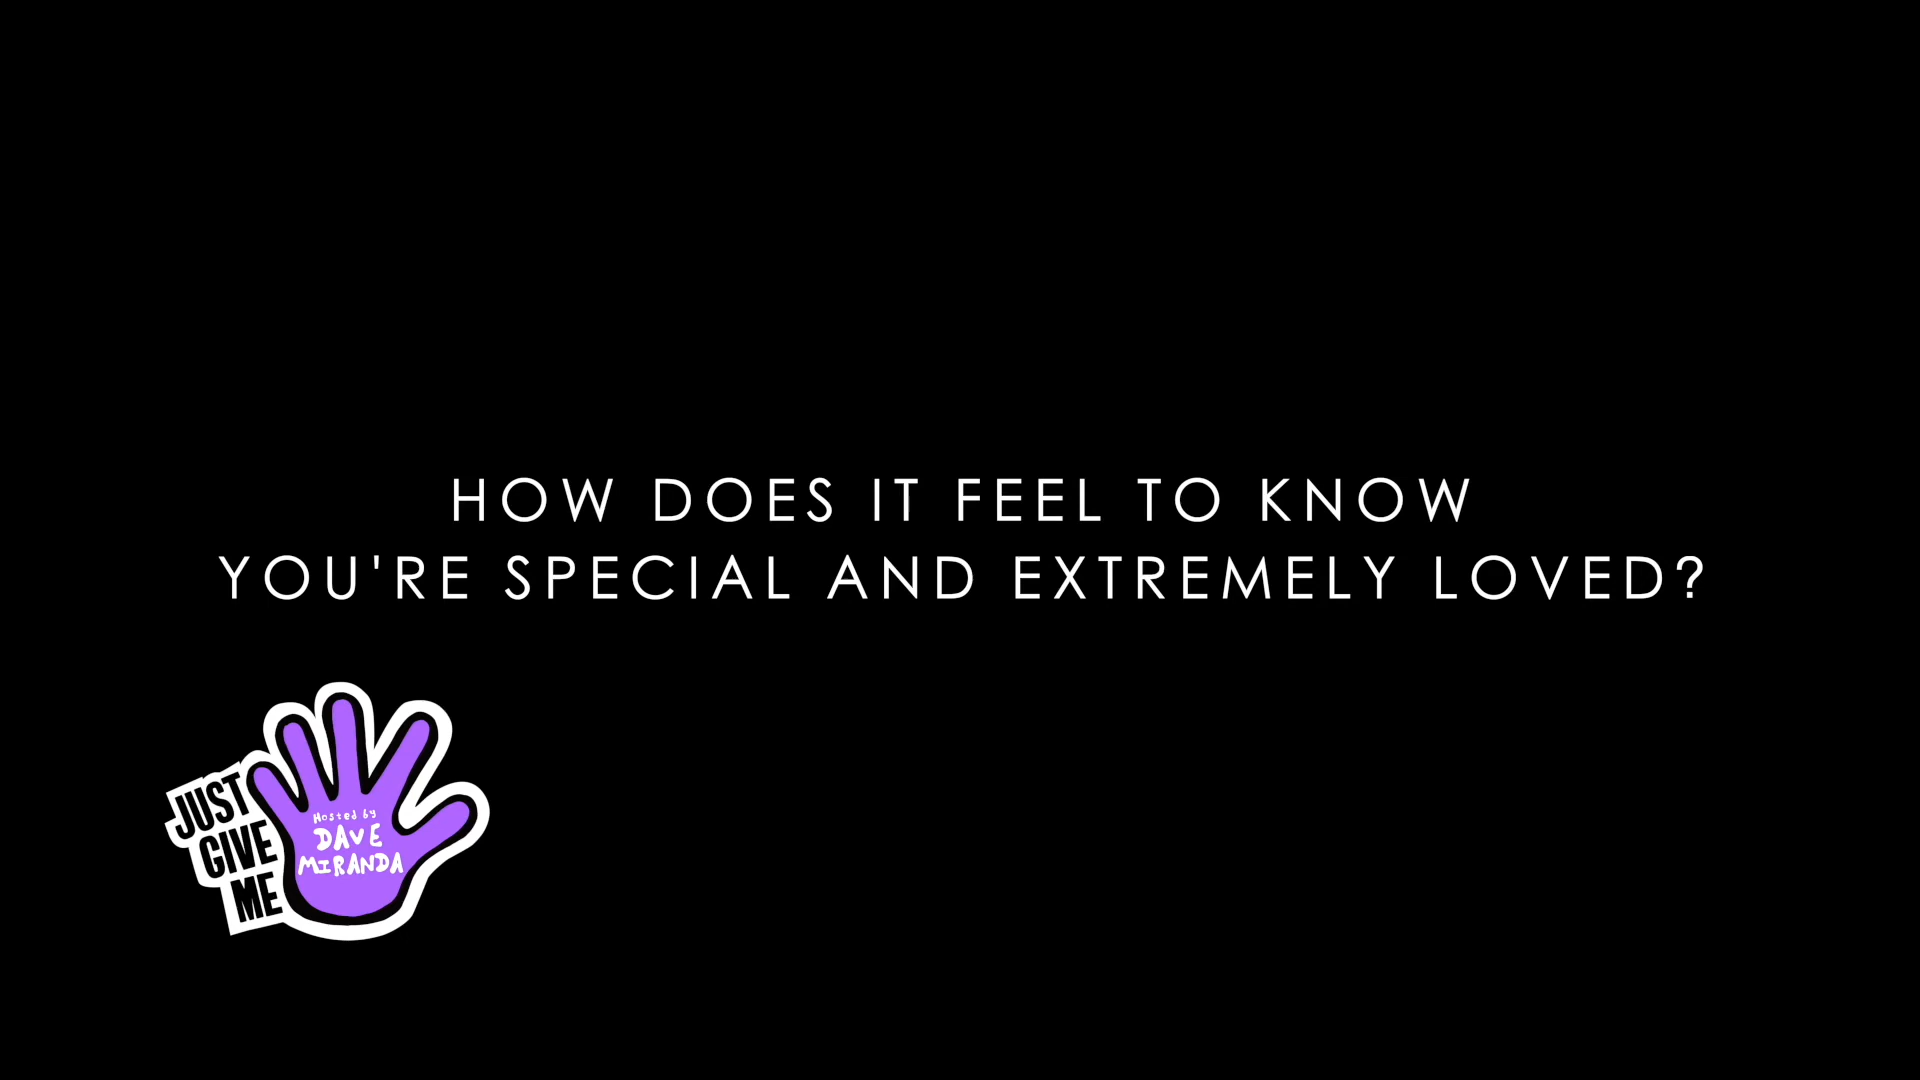 HOW DOES IT FEEL TO KNOW
YOU'RE SPECIAL AND EXTREMELY LOVED?
JUST
GIVE
ME
Hosted by
DAVE
MIRANDA